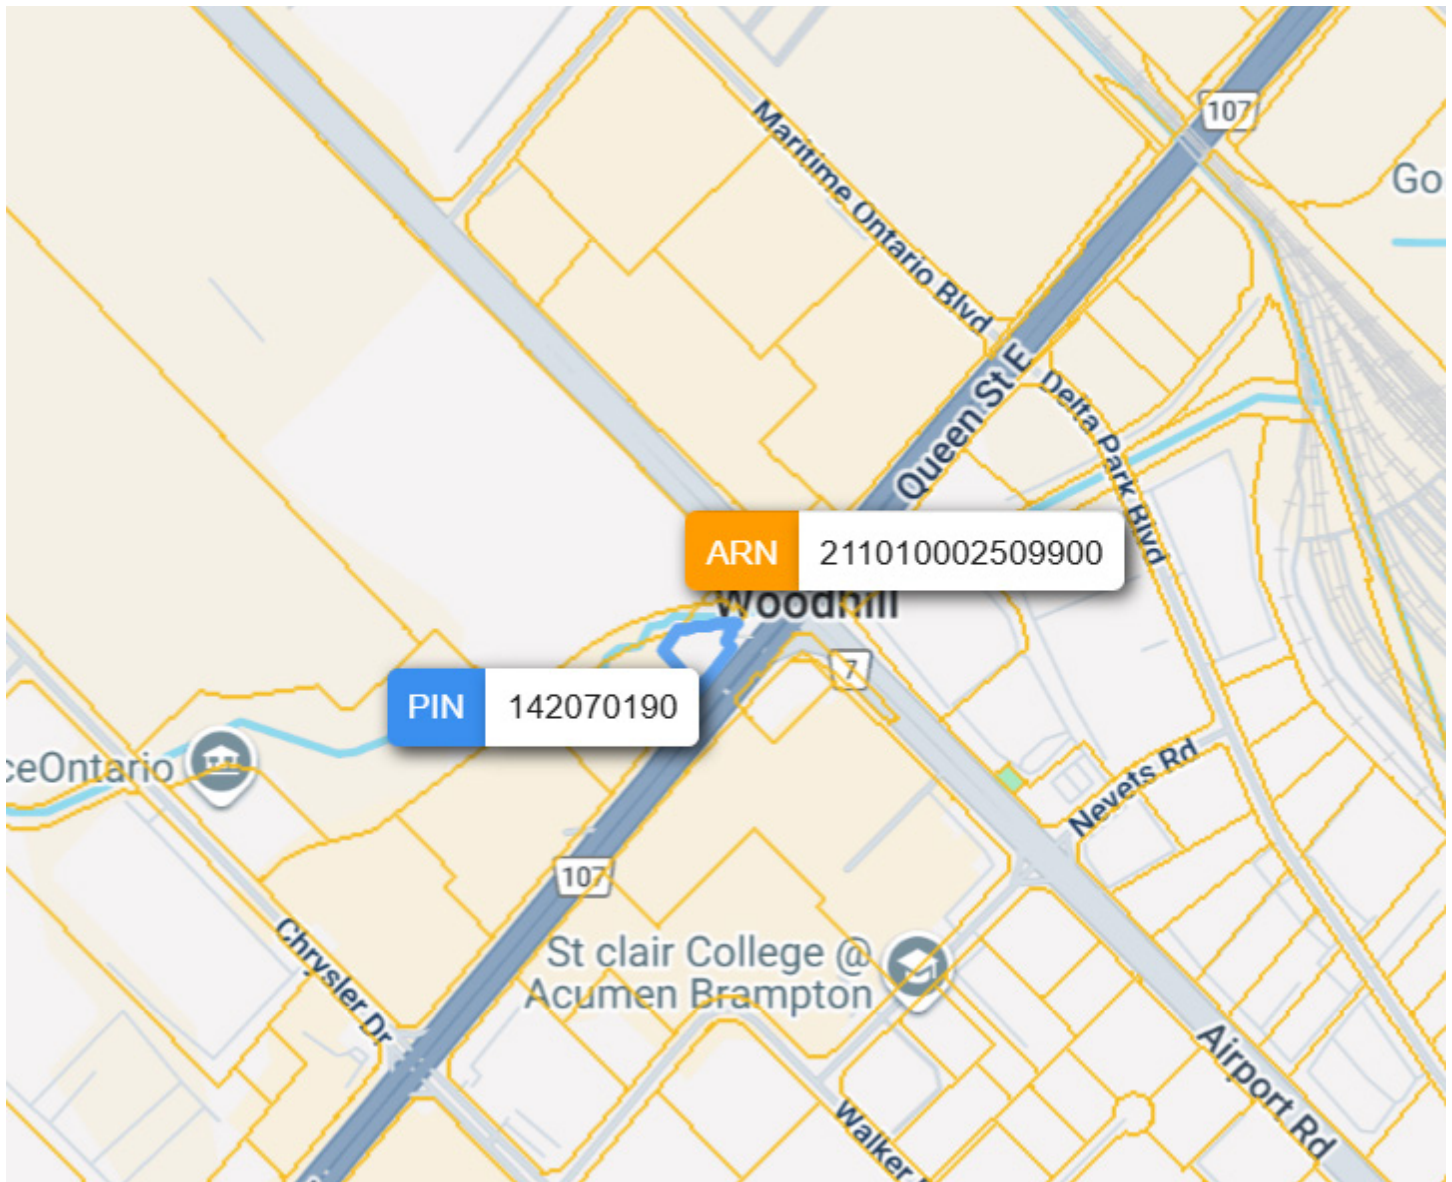 107
Go
Maritime Ontario Blvd
Queen St E
Delta Park Blvd
ARN 211010002509900
Woodhill
7
PIN 142070190
ceOntario
Nevets Rd
107
Chrysler Dr
St clair College @
Acumen Brampton
Airport Rd
Walker